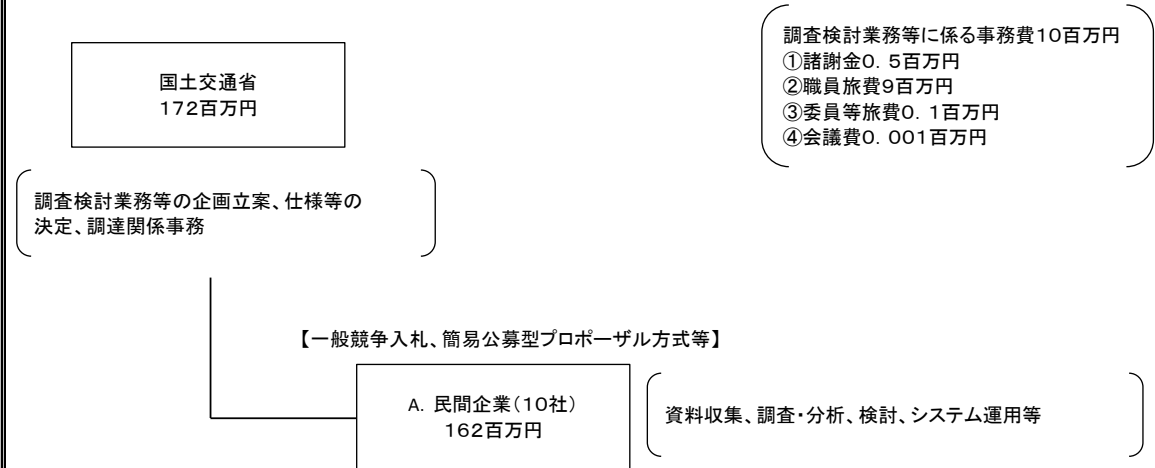 国土交通省
172百万円
調査検討業務等に係る事務費10百万円
①諸謝金0.5百万円
②職員旅費9百万円
③委員等旅費0.1百万円
④会議費0.001百万円
調査検討業務等の企画立案、仕様等の
決定、調達関係事務
【一般競争入札、簡易公募型プロポーザル方式等】
A. 民間企業(10社)
162百万円
資料収集、調査・分析、検討、システム運用等